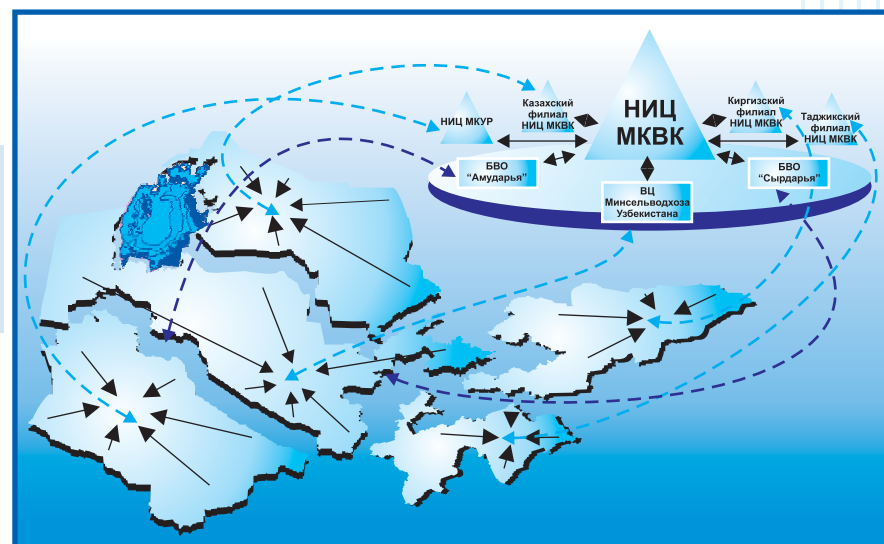 НИЦ МКУР
Казахский
филиал
НИЦ МКВК
НИЦ
МКВК
Киргизский
филиал
НИЦ МКВК
Таджикский
филиал
НИЦ МКВК
БВО
“Амударья”
ВЦ
Минсельводхоза
Узбекистана
БВО
“Сырдарья”